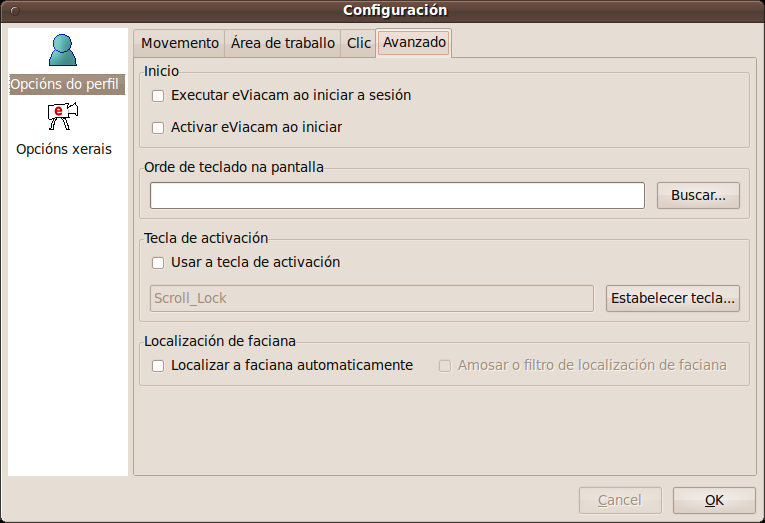 Configuración
Opcións do perfil
e
Opcións xerais
Movemento Área de traballo Clic Avanzado
Inicio
Executar eViacam ao iniciar a sesión
Activar eViacam ao iniciar
Orde de teclado na pantalla
Buscar...
Tecla de activación
Usar a tecla de activación
Scroll_Lock Estabelecer tecla...
Localización de faciana
Localizar a faciana automaticamente Amosar o filtro de localización de faciana
Cancel OK